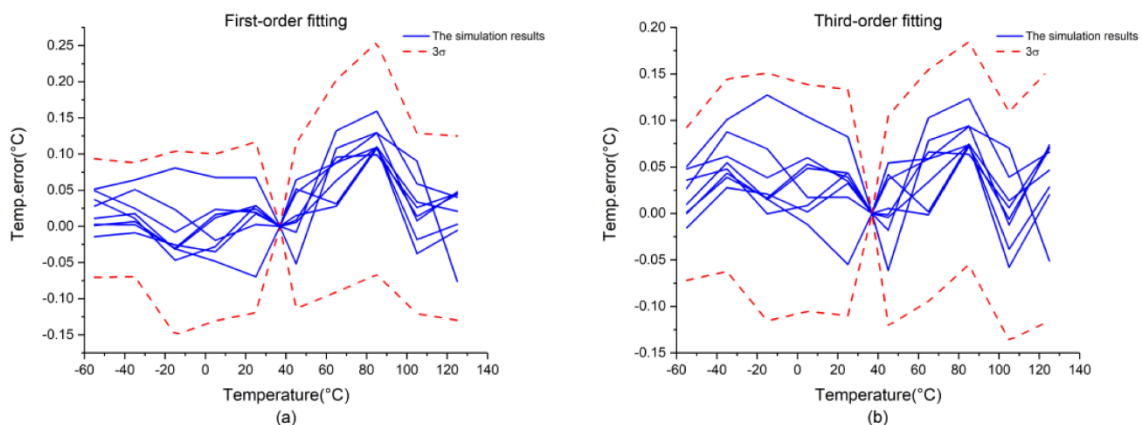 First-order fitting
The simulation results
3σ
0.25
0.20
0.15
0.10
0.05
0.00
-0.05
-0.10
-0.15
Temp.error(°C)
-60 -40 -20 0 20 40 60 80 100 120 140
Temperature(°C)
(a)
Third-order fitting
The simulation results
3σ
0.20
0.15
0.10
0.05
0.00
-0.05
-0.10
-0.15
Temp.error(°C)
-60 -40 -20 0 20 40 60 80 100 120 140
Temperature(°C)
(b)